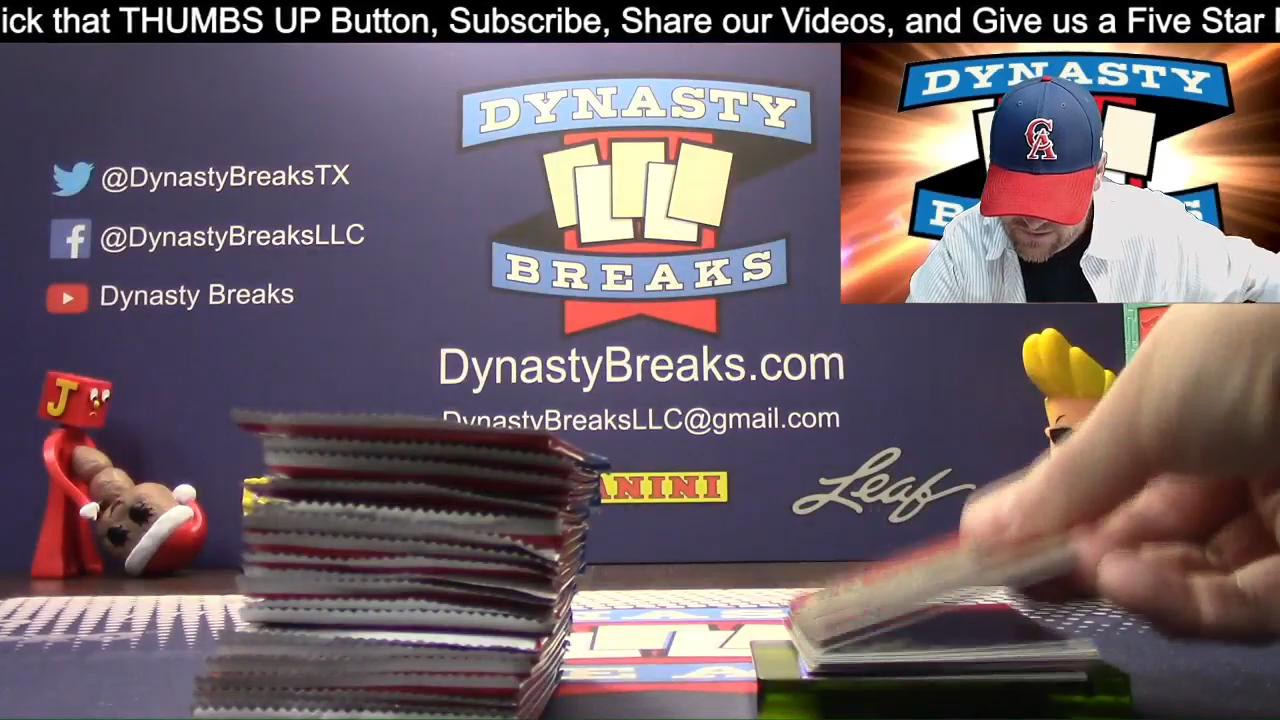 ick that THUMBS UP Button, Subscribe, Share our Videos, and Give us a Five Star
DYNASTY
BREAKS
@DynastyBreaksTX
@DynastyBreaksLLC
Dynasty Breaks
DynastyBreaks.com
DynastyBreaksLLC@gmail.com
ANINI
Leaf
J
DYNASTY
CA
B
S